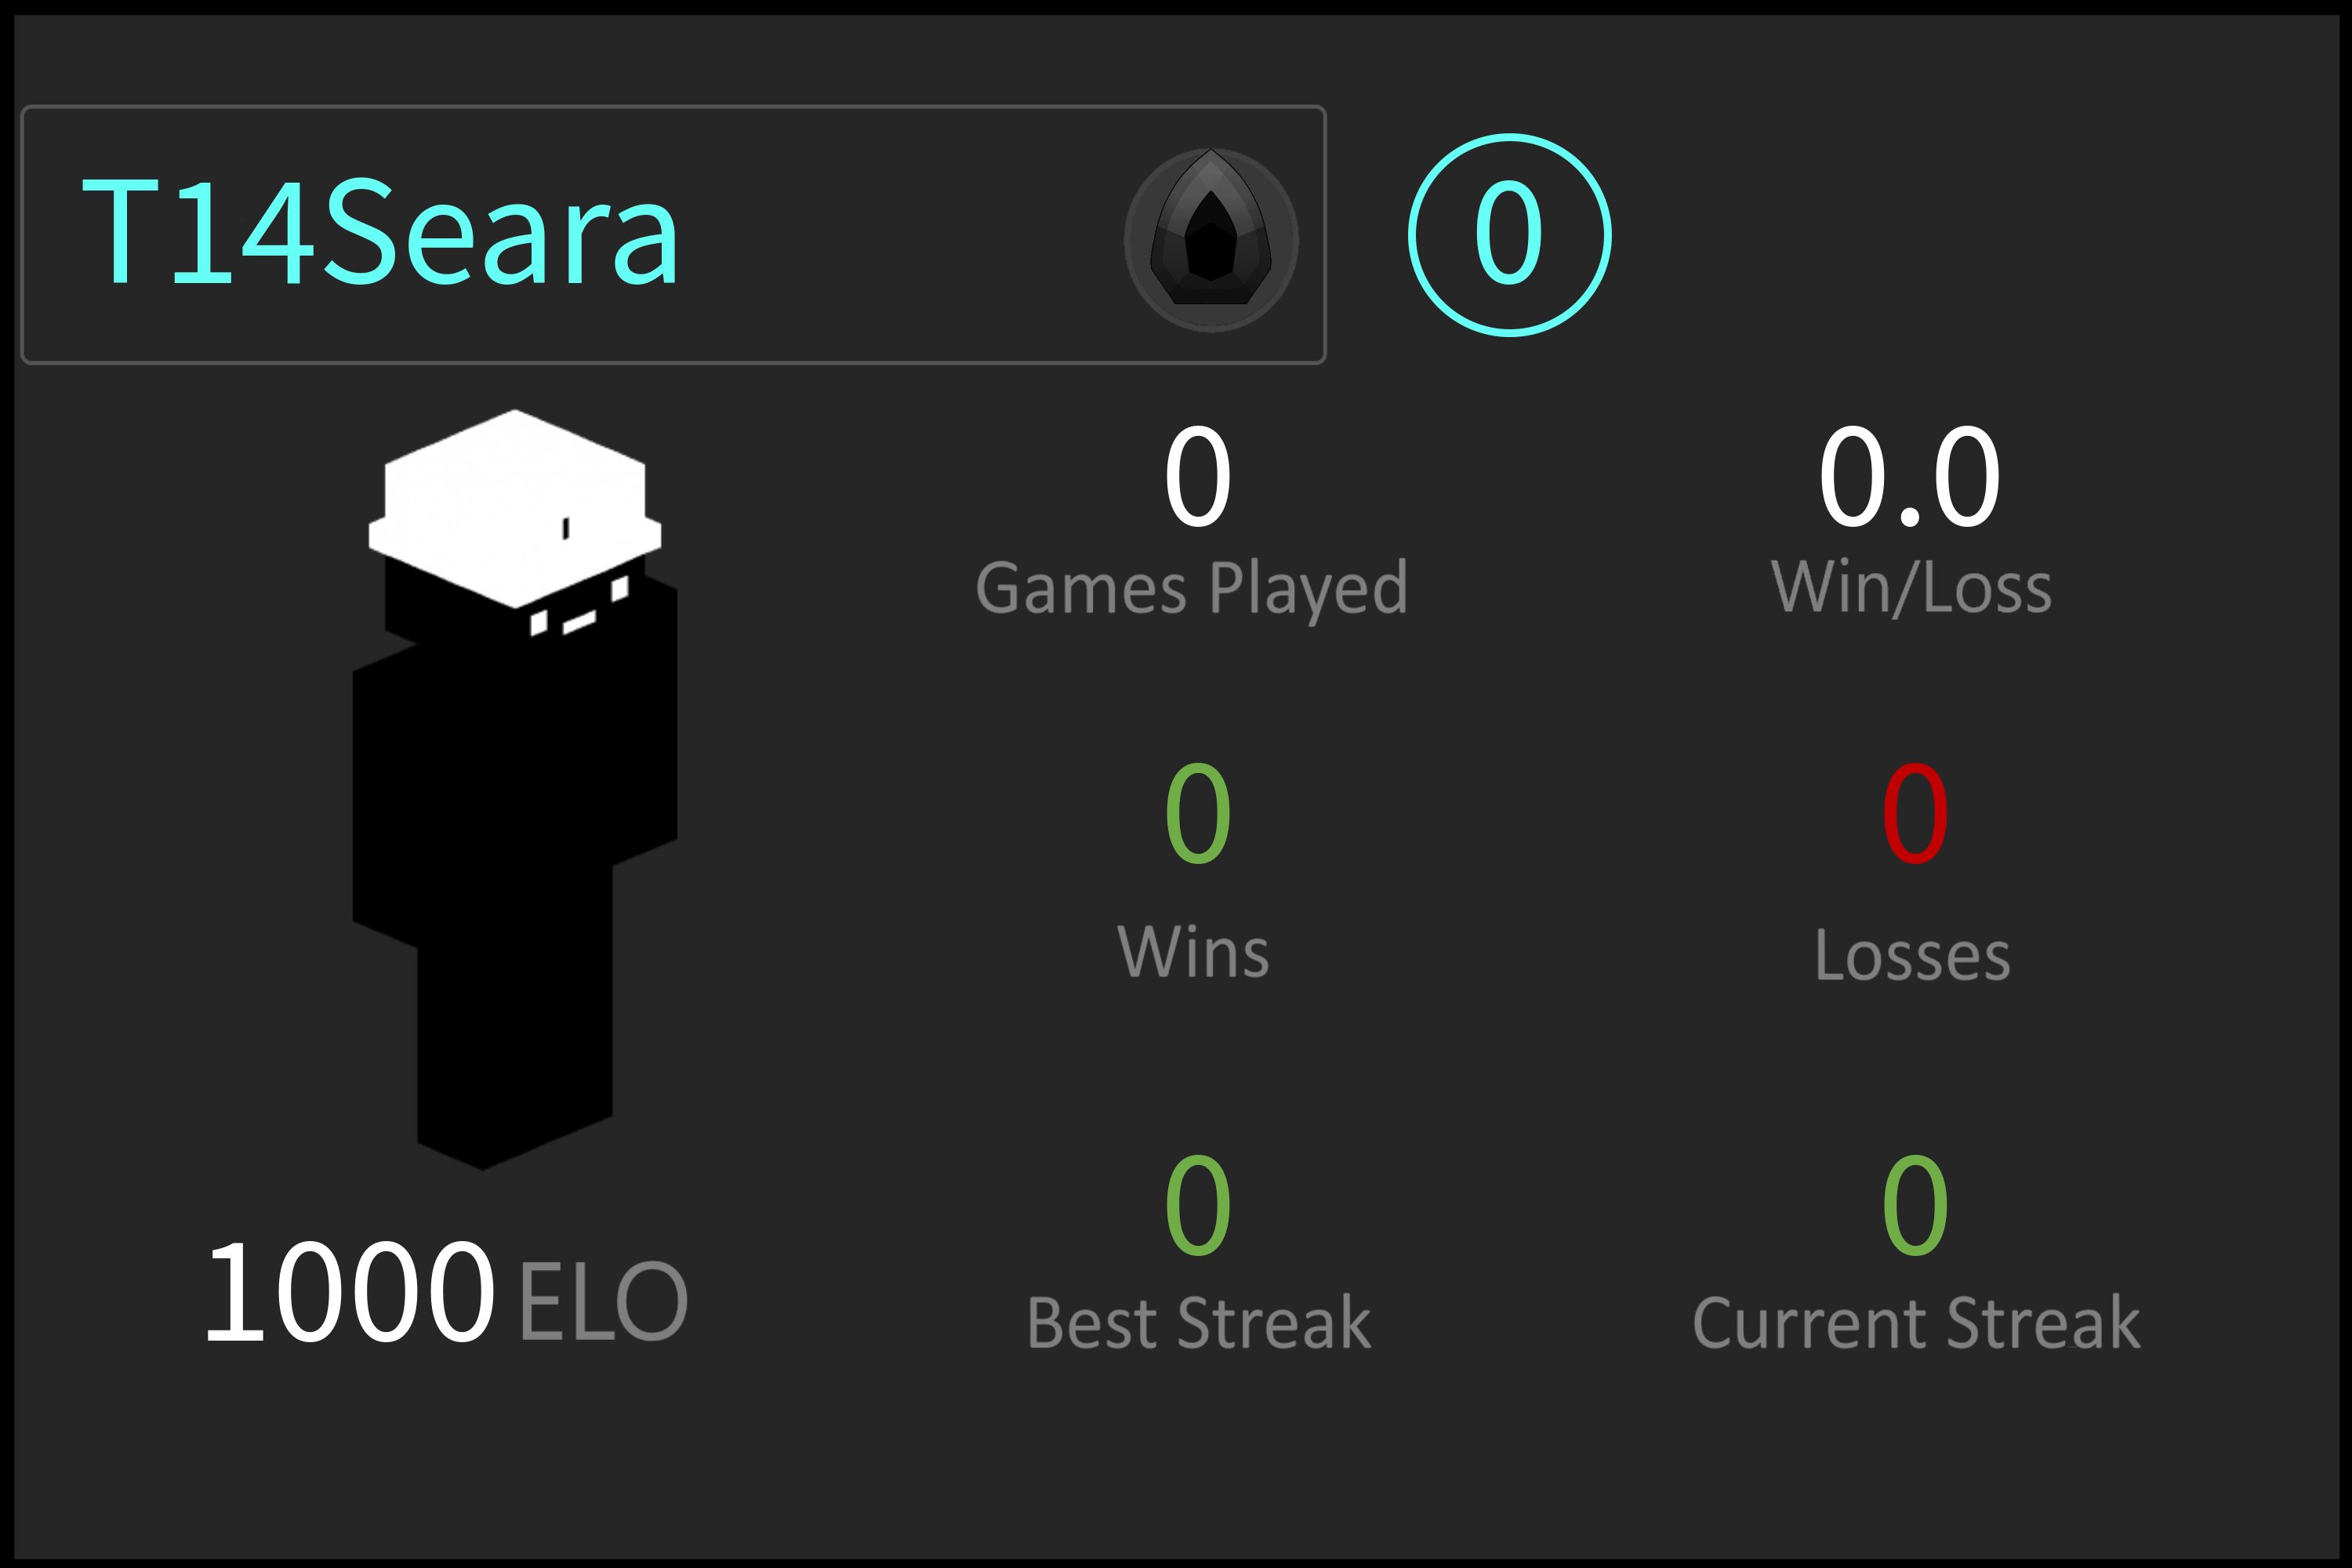 T14Seara
0
0
0.0
Games Played
Win/Loss
0
0
Wins
Losses
0
0
1000 ELO
Best Streak
Current Streak